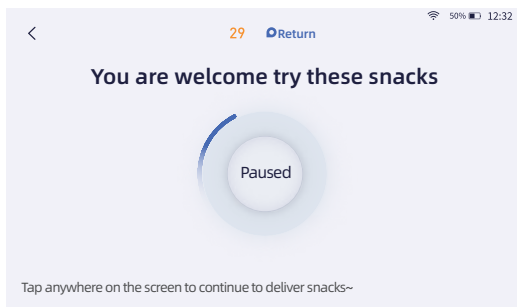 50% 12:32
29 Return
You are welcome try these snacks
Paused
Tap anywhere on the screen to continue to deliver snacks~